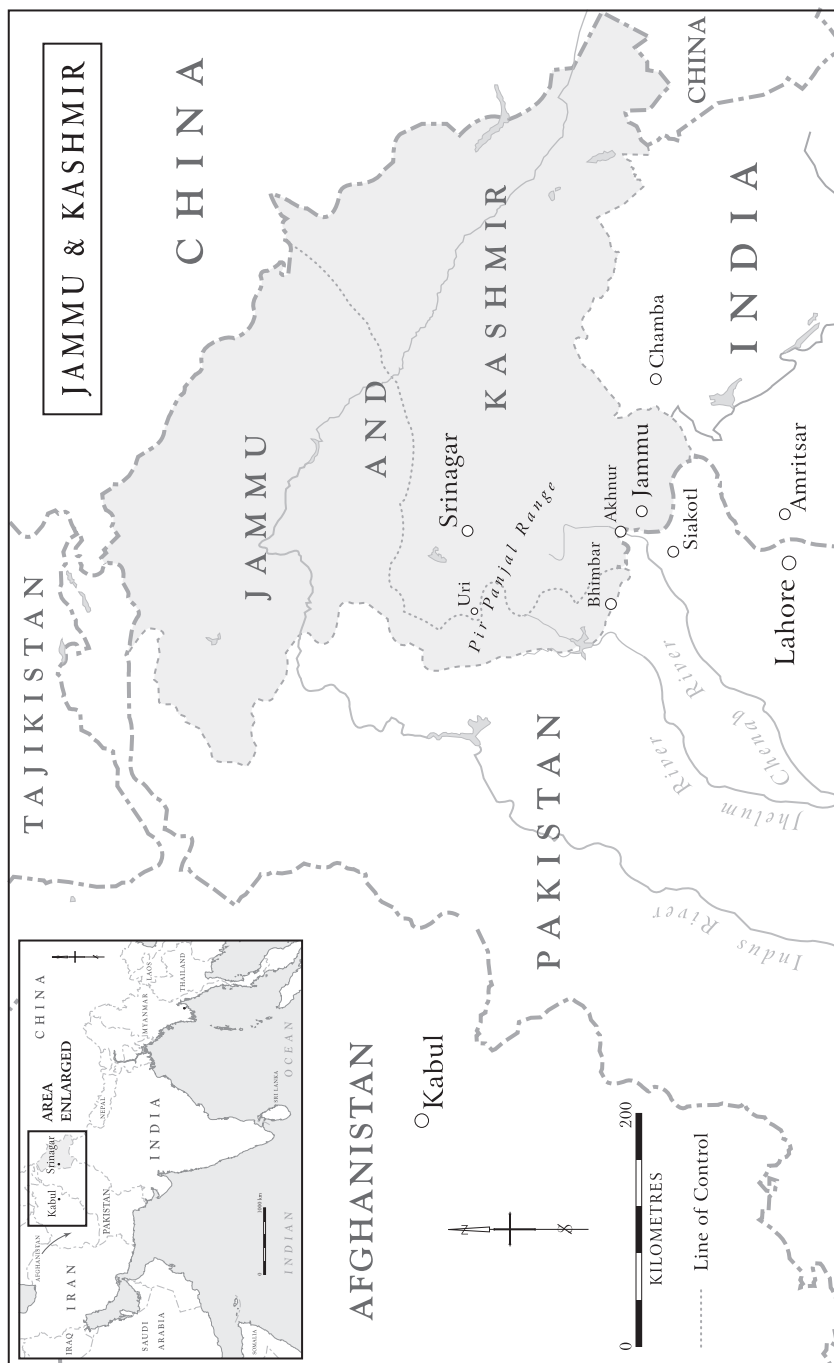 JAMMU & KASHMIR
TAJIKISTAN
CHINA
JAMMU
AND
KASHMIR
Srinagar
Uri
Pir Panjal Range
Akhnur
Jammu
Bhimbar
Siakotl
Chamba
CHINA
INDIA
Amritsar
Lahore
Chenab River
Jhelum River
Indus River
PAKISTAN
AFGHANISTAN
Kabul
N
S
0 200
KILOMETRES
Line of Control
CHINA
AREA
ENLARGED
Kabul
Srinagar
AFGHANISTAN
IRAN
IRAQ
PAKISTAN
NEPAL
INDIA
MYANMAR
LAOS
THAILAND
SAUDI
ARABIA
SOMALIA
SRI LANKA
INDIAN OCEAN
0 1000 km